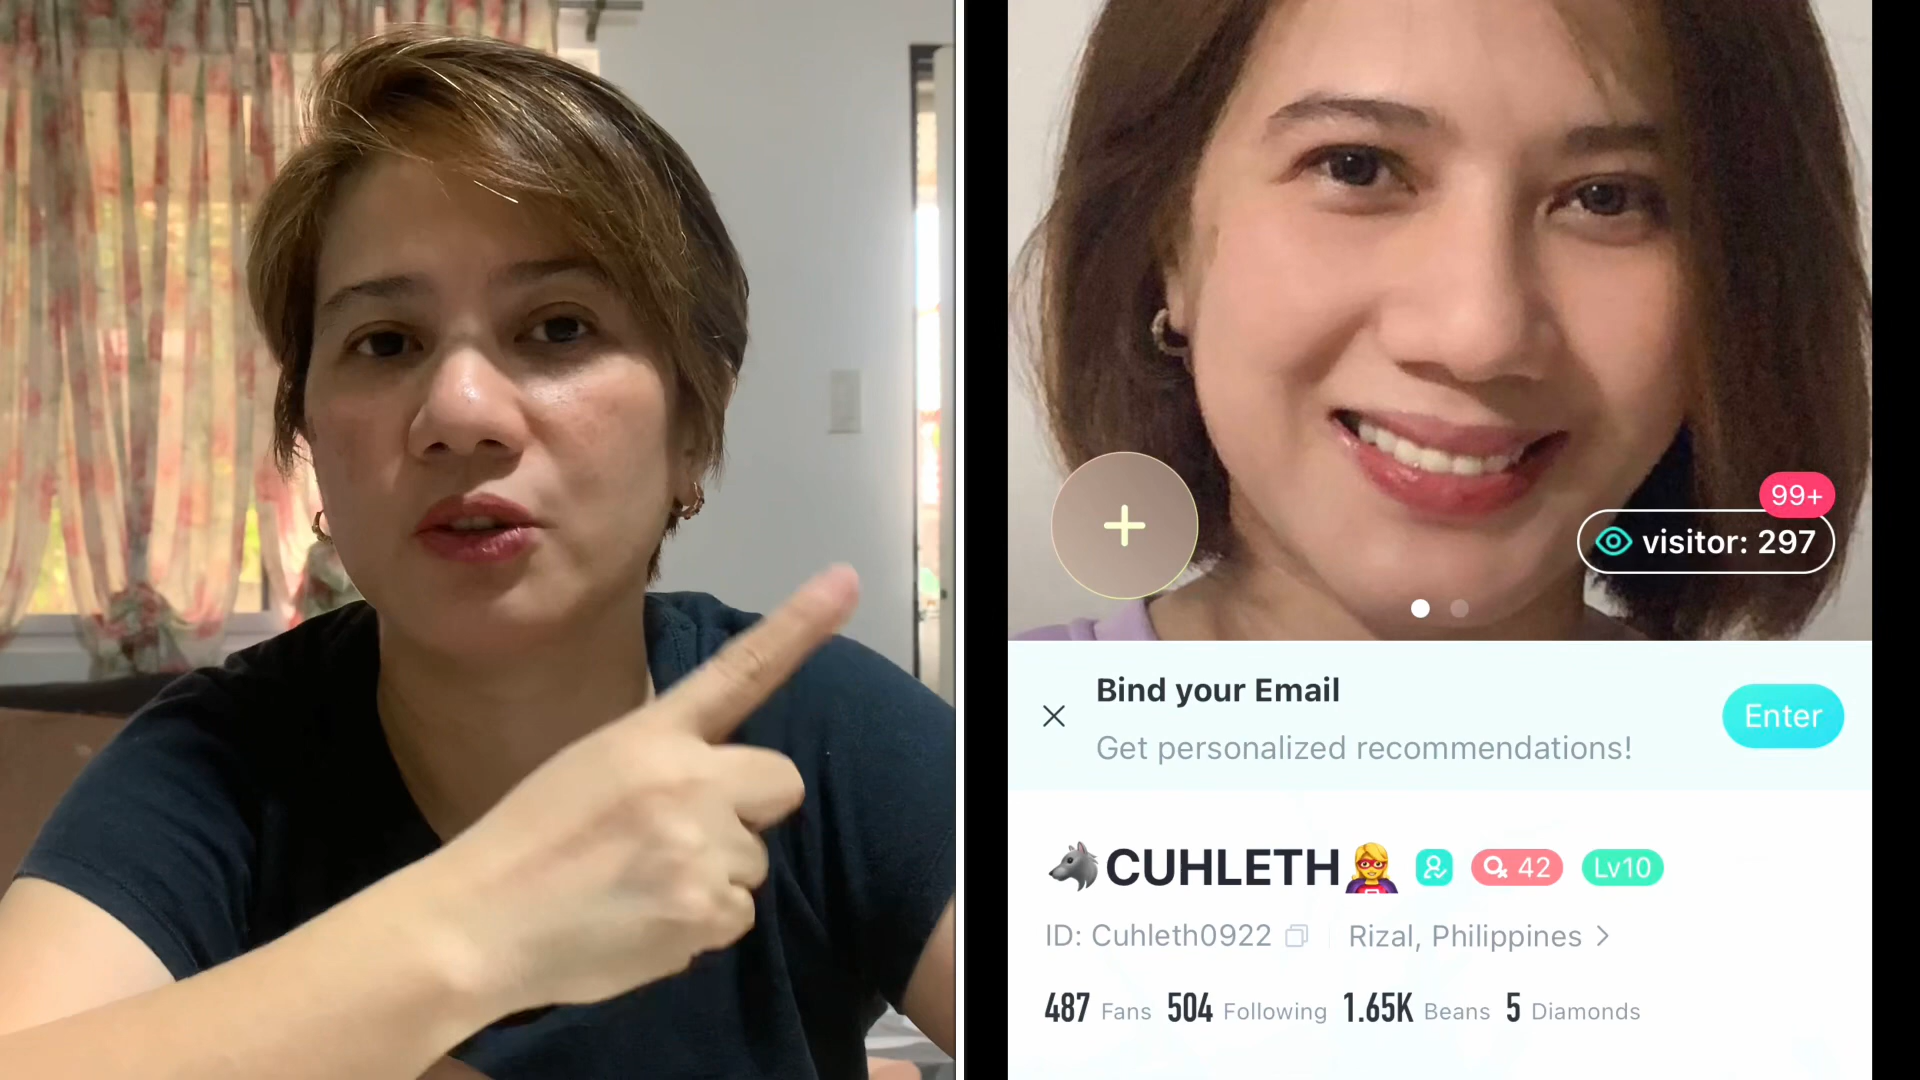 99+
visitor: 297
Bind your Email
Get personalized recommendations!
Enter
CUHLETH 42 Lv10
ID: Cuhleth0922 Rizal, Philippines
487 Fans 504 Following 1.65K Beans 5 Diamonds